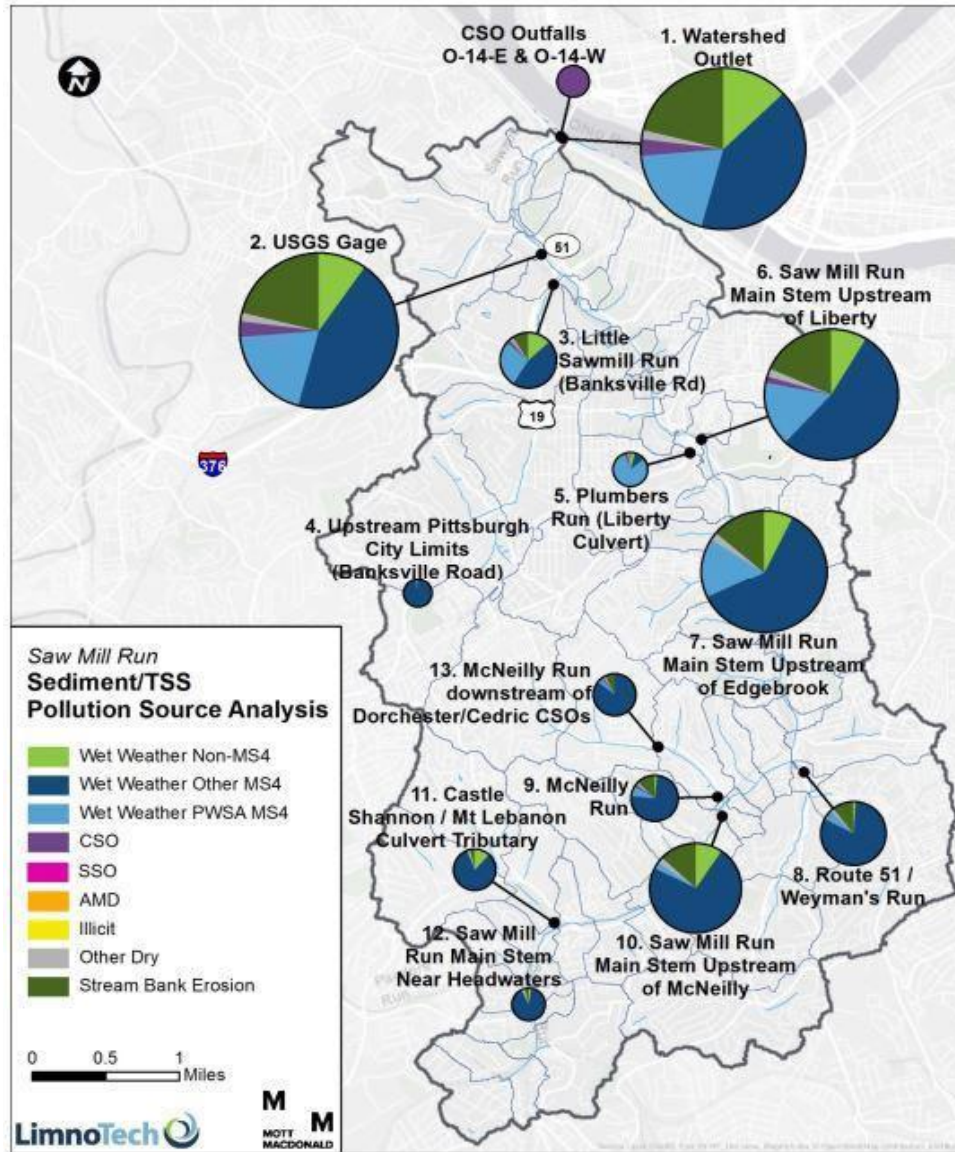 CSO Outfalls
O-14-E & O-14-W
1. Watershed
Outlet
N
2. USGS Gage
51
6. Saw Mill Run
Main Stem Upstream
of Liberty
3. Little
Sawmill Run
(Banksville Rd)
19
376
5. Plumbers
Run (Liberty
Culvert)
4. Upstream Pittsburgh
City Limits
(Banksville Road)
7. Saw Mill Run
Main Stem Upstream
of Edgebrook
13. McNeilly Run
downstream of
Dorchester/Cedric CSOs
9. McNeilly
Run
11. Castle
Shannon / Mt Lebanon
Culvert Tributary
8. Route 51 /
Weyman's Run
12. Saw Mill
Run Main Stem
Near Headwaters
10. Saw Mill Run
Main Stem Upstream
of McNeilly
Saw Mill Run
Sediment/TSS
Pollution Source Analysis
Wet Weather Non-MS4
Wet Weather Other MS4
Wet Weather PWSA MS4
CSO
SSO
AMD
Illicit
Other Dry
Stream Bank Erosion
0 0.5 1
Miles
LimnoTech
M
M
MOTT
MACDONALD